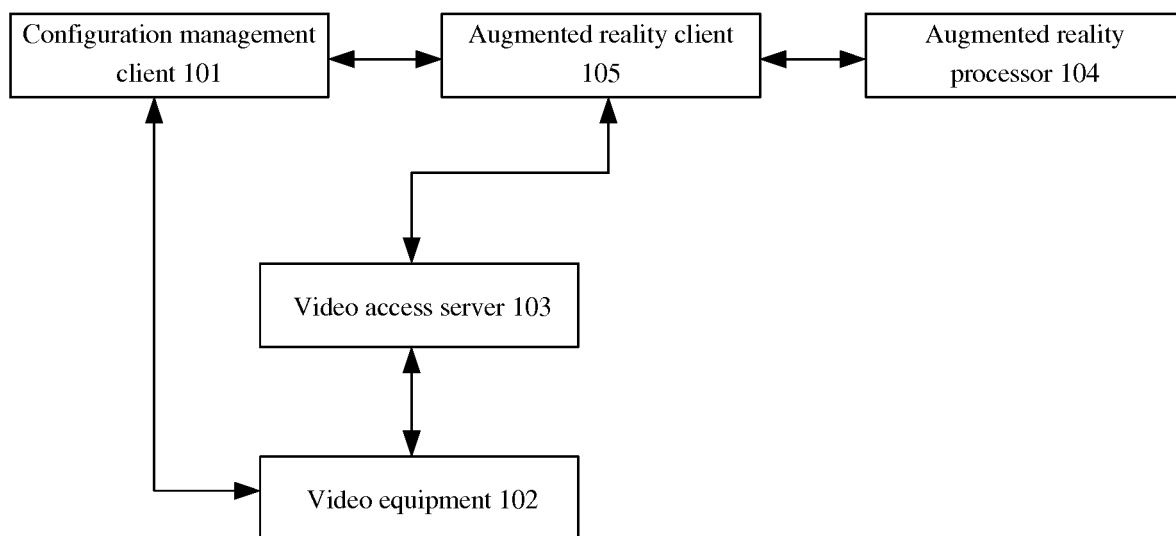 Configuration management
client 101
Augmented reality client
105
Augmented reality
processor 104
Video access server 103
Video equipment 102